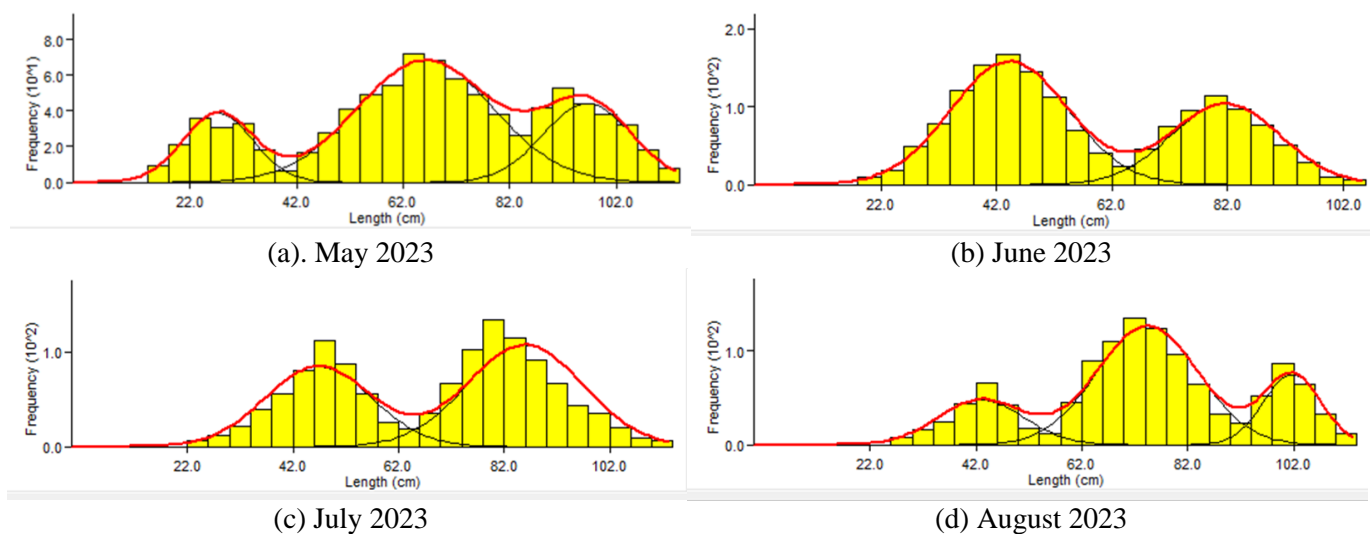 8.0
6.0
4.0
2.0
0.0
Frequency (10^1)
22.0 42.0 62.0 82.0 102.0
Length (cm)
(a). May 2023
2.0
1.0
0.0
Frequency (10^2)
22.0 42.0 62.0 82.0 102.0
Length (cm)
(b) June 2023
1.0
0.0
Frequency (10^2)
22.0 42.0 62.0 82.0 102.0
Length (cm)
(c) July 2023
1.0
0.0
Frequency (10^2)
22.0 42.0 62.0 82.0 102.0
Length (cm)
(d) August 2023